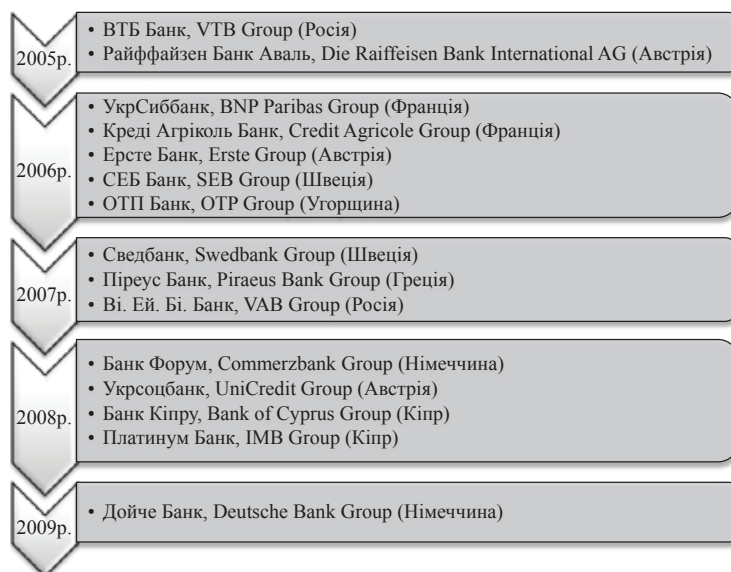 2005р.
• ВТБ Банк, VTB Group (Росія)
• Райффайзен Банк Аваль, Die Raiffeisen Bank International AG (Австрія)
2006р.
• УкрСиббанк, BNP Paribas Group (Франція)
• Креді Агріколь Банк, Credit Agricole Group (Франція)
• Ерсте Банк, Erste Group (Австрія)
• СЕБ Банк, SEB Group (Швеція)
• ОТП Банк, OTP Group (Угорщина)
2007р.
• Сведбанк, Swedbank Group (Швеція)
• Піреус Банк, Piraeus Bank Group (Греція)
• Ві. Ей. Бі. Банк, VAB Group (Росія)
2008р.
• Банк Форум, Commerzbank Group (Німеччина)
• Укрсоцбанк, UniCredit Group (Австрія)
• Банк Кіпру, Bank of Cyprus Group (Кіпр)
• Платинум Банк, IMB Group (Кіпр)
2009р.
• Дойче Банк, Deutsche Bank Group (Німеччина)